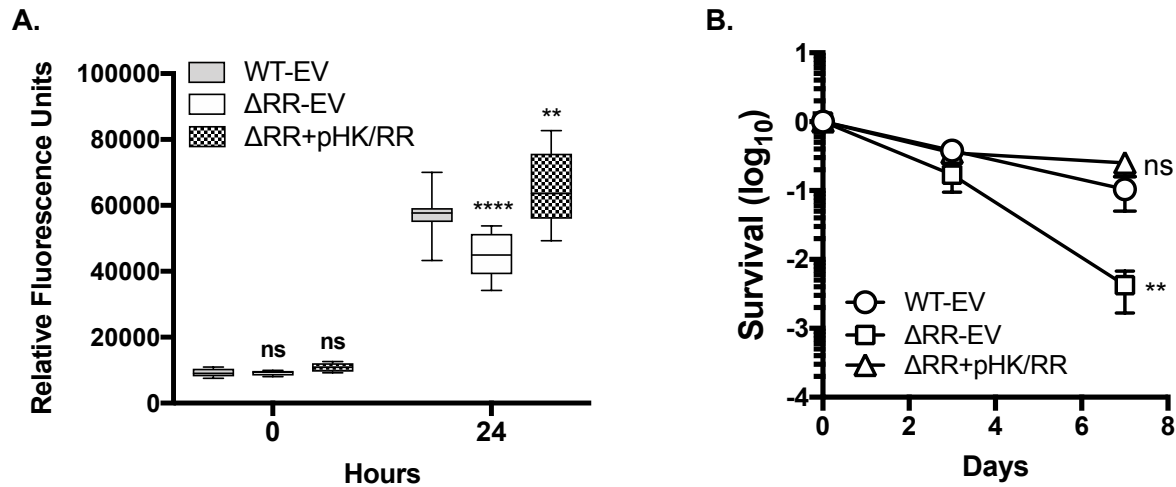 A.
Relative Fluorescence Units
100000
80000
60000
40000
20000
0
WT-EV
ΔRR-EV
ΔRR+pHK/RR
ns
ns
****
**
0
24
Hours
B.
Survival (log10)
1
0
-1
-2
-3
-4
ns
**
WT-EV
ΔRR-EV
ΔRR+pHK/RR
0
2
4
6
8
Days